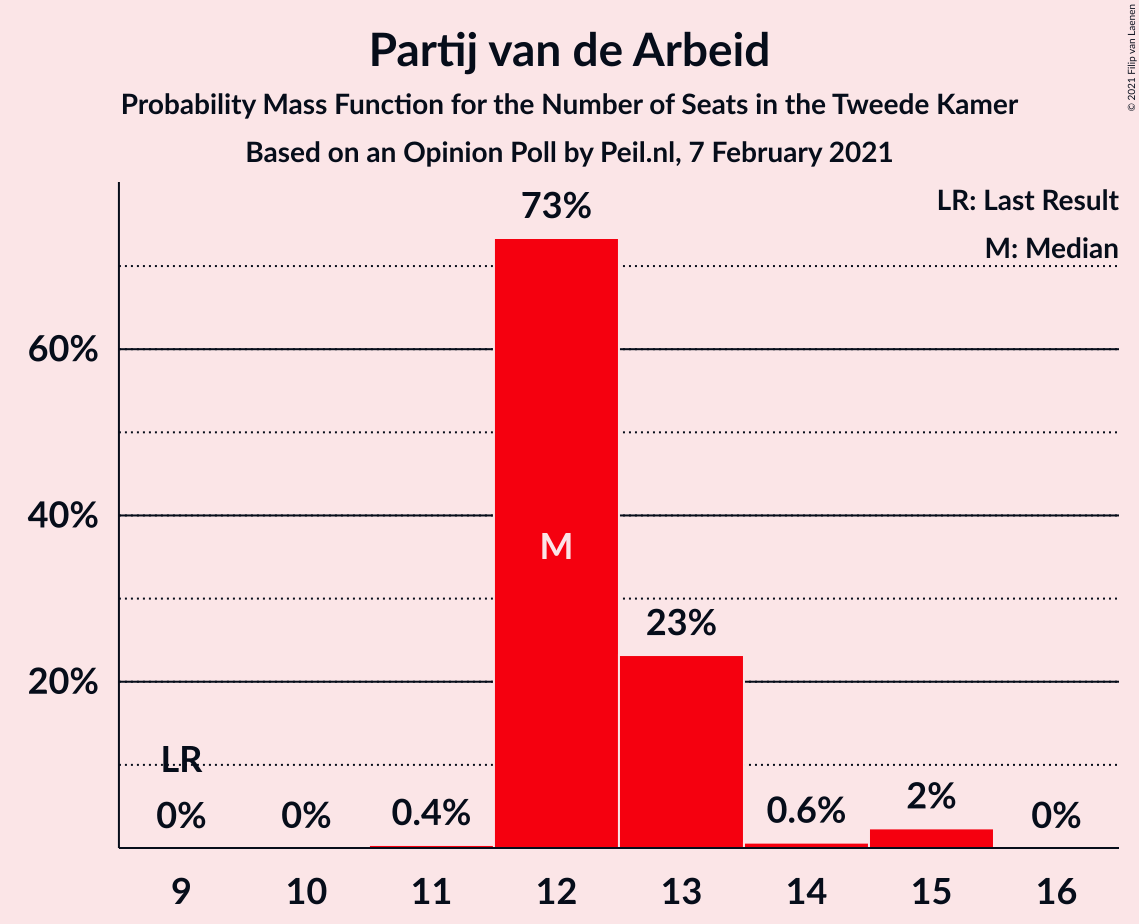 Partij van de Arbeid
Probability Mass Function for the Number of Seats in the Tweede Kamer
Based on an Opinion Poll by Peil.nl, 7 February 2021
© 2021 Filip van Laenen
LR: Last Result
M: Median
73%
60%
40%
M
23%
20%
LR
0%
0%
0.4%
0.6%
2%
0%
9 10 11 12 13 14 15 16